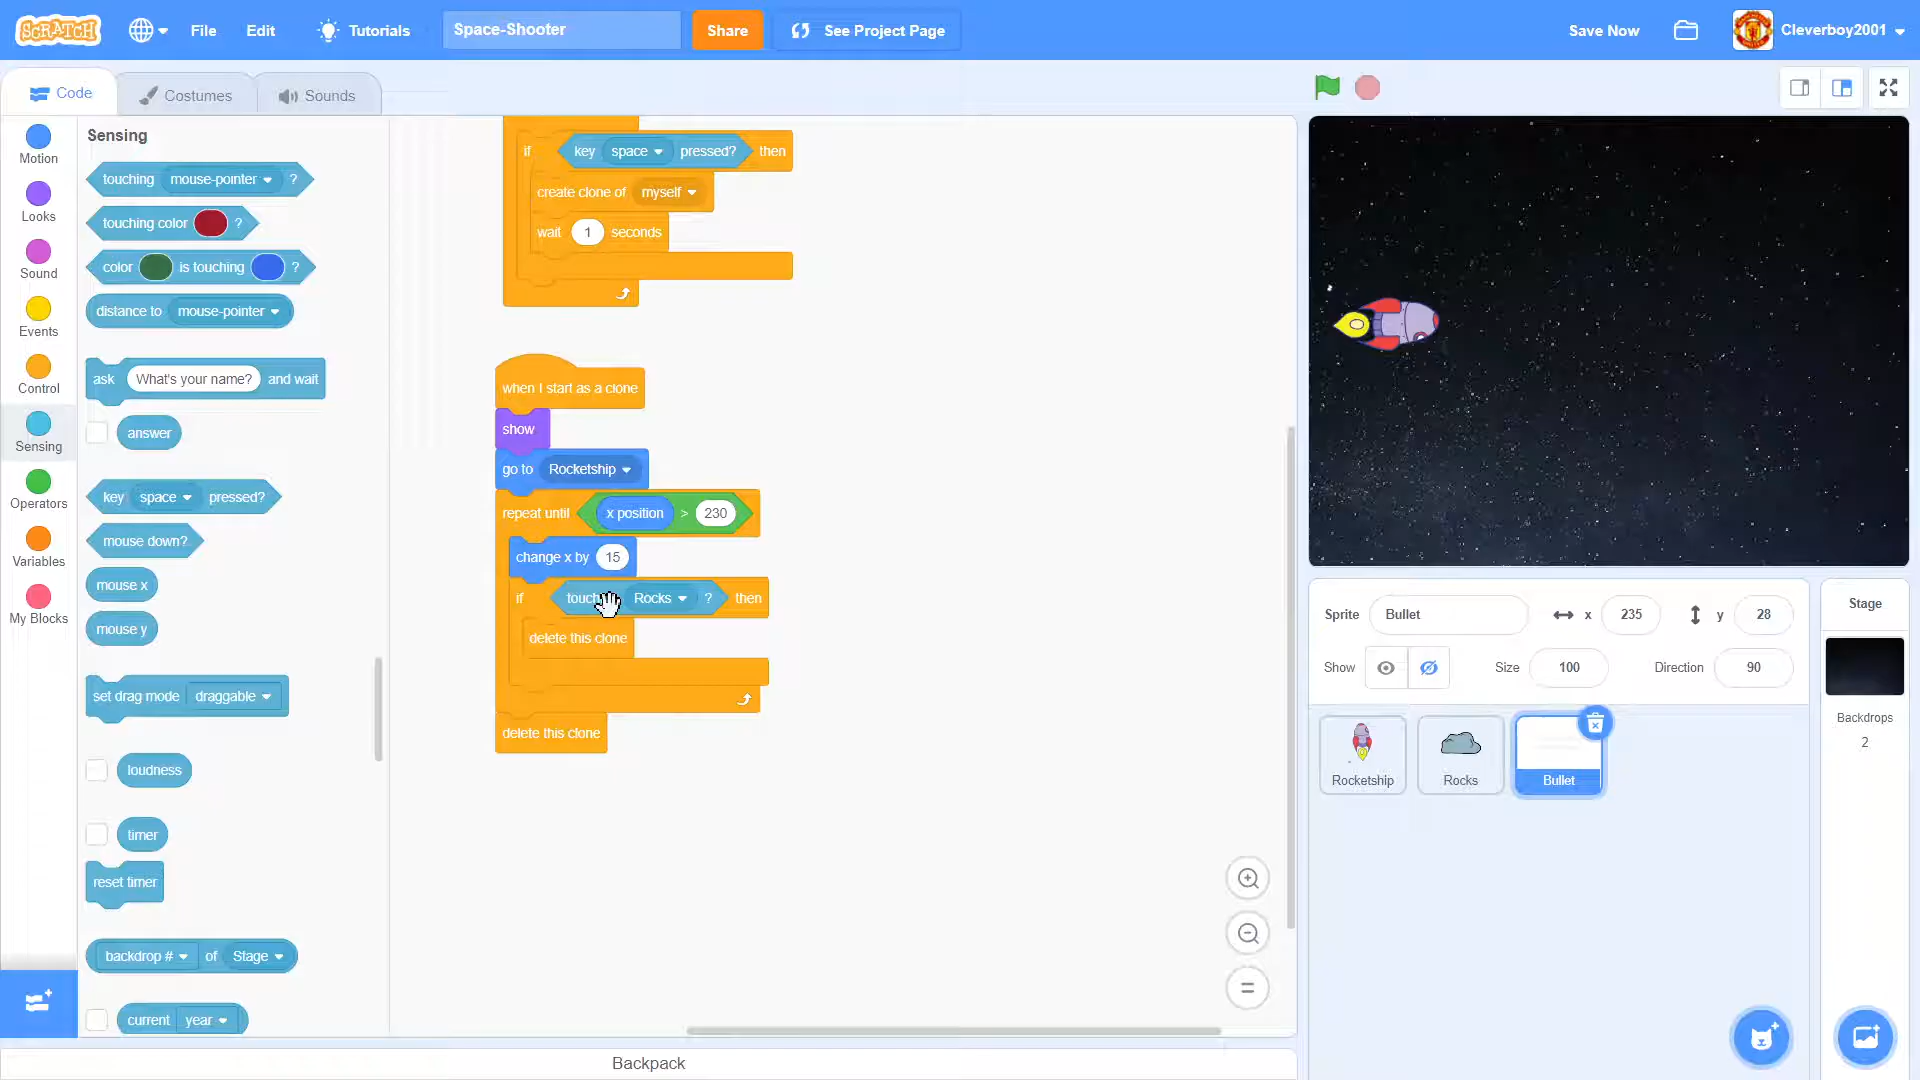 SCRATCH
File
Edit
Tutorials
Space-Shooter
Share
See Project Page
Save Now
Cleverboy2001
Code
Costumes
Sounds
Motion
Looks
Sound
Events
Control
Sensing
Operators
Variables
My Blocks
Sensing
touching mouse-pointer ?
touching color ?
color is touching ?
distance to mouse-pointer
ask What's your name? and wait
answer
key space pressed?
mouse down?
mouse x
mouse y
set drag mode draggable
loudness
timer
reset timer
backdrop # of Stage
current year
if key space pressed? then
create clone of myself
wait 1 seconds
when I start as a clone
show
go to Rocketship
repeat until x position > 230
change x by 15
if Rocks ? then
delete this clone
delete this clone
Backpack
Sprite Bullet x 235 y 28
Show Size 100 Direction 90
Rocketship
Rocks
Bullet
Stage
Backdrops
2